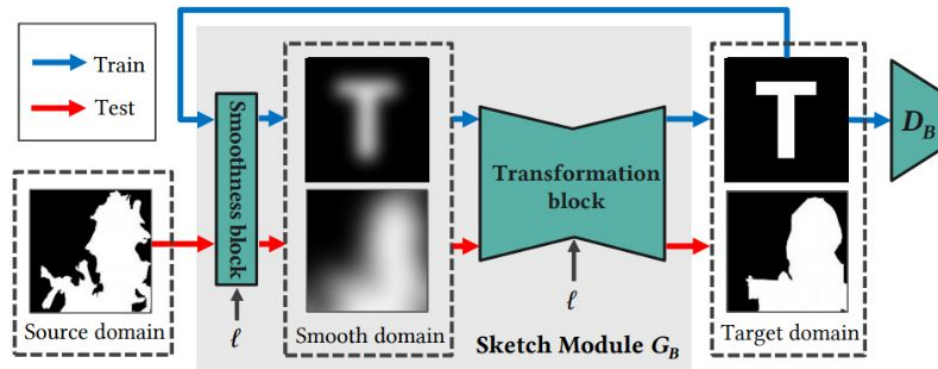 Train
Test
Smoothness block
Transformation
block
T
T
D_B
Source domain
ℓ
Smooth domain
ℓ
Sketch Module G_B
Target domain